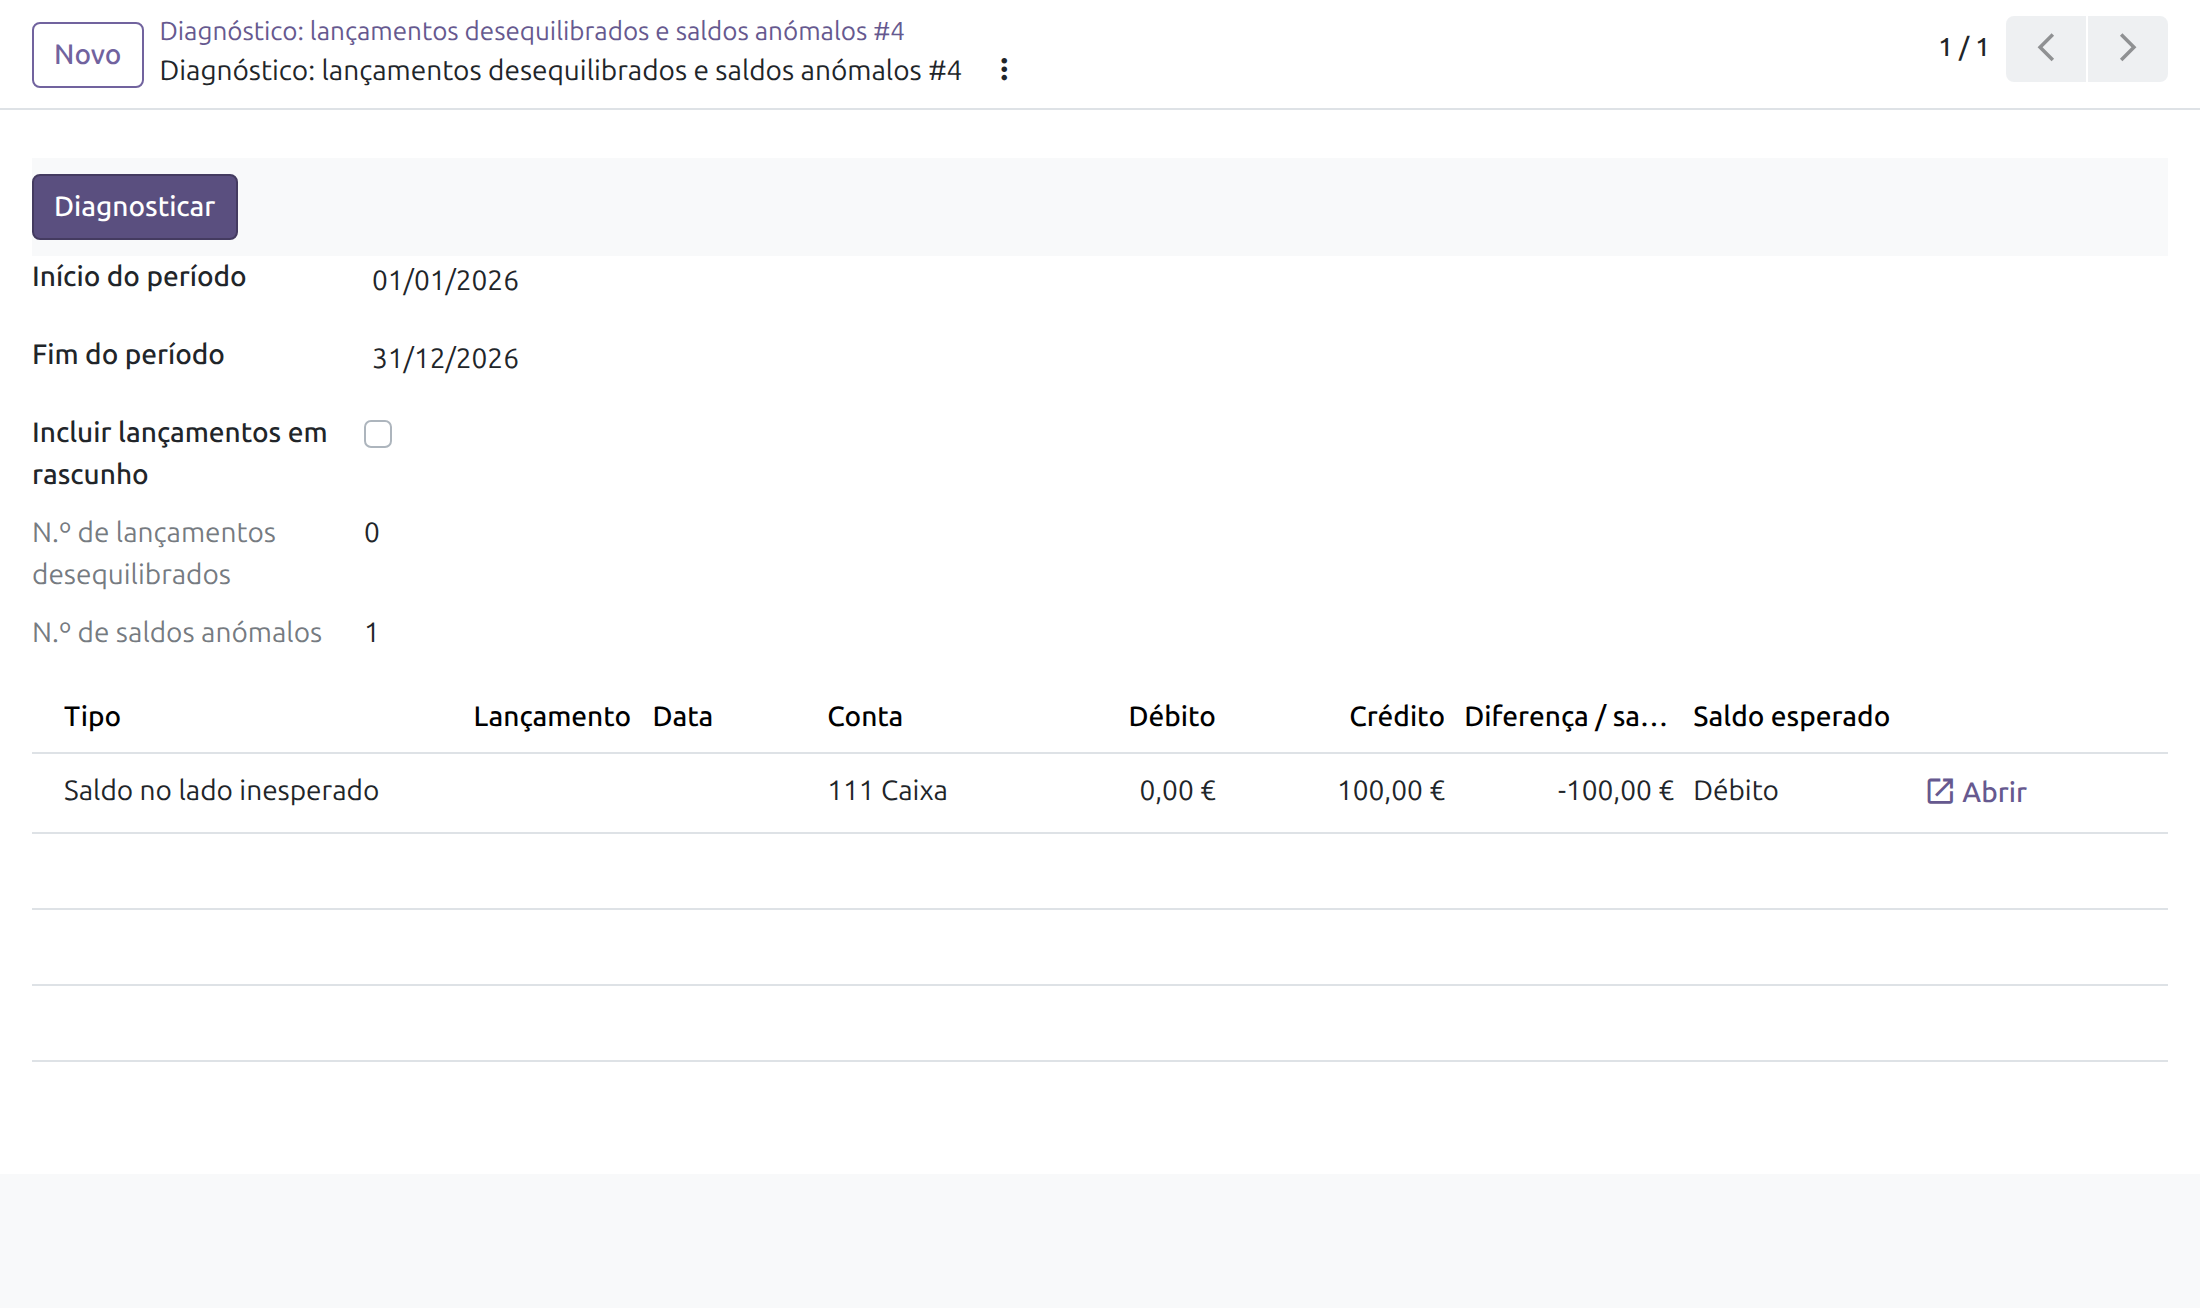 Novo
Diagnóstico: lançamentos desequilibrados e saldos anómalos #4
Diagnóstico: lançamentos desequilibrados e saldos anómalos #4
1 / 1
Diagnosticar
Início do período 01/01/2026
Fim do período 31/12/2026
Incluir lançamentos em
rascunho
N.º de lançamentos 0
desequilibrados
N.º de saldos anómalos 1
Tipo Lançamento Data Conta Débito Crédito Diferença / sa... Saldo esperado
Saldo no lado inesperado 111 Caixa 0,00 € 100,00 € -100,00 € Débito Abrir